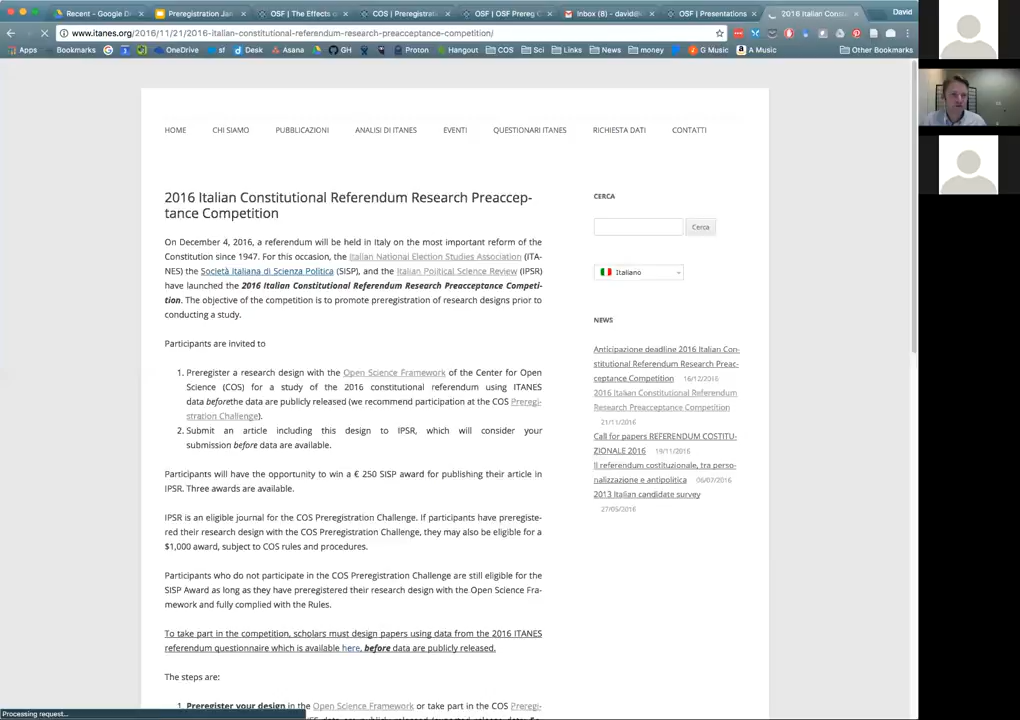 Recent - Google D
Preregistration Jan
OSF | The Effects o
COS | Preregistrati
OSF | OSF Prereg C
Inbox (8) - david@
OSF | Presentations
2016 Italian Const
David
www.itanes.org/2016/11/21/2016-italian-constitutional-referendum-research-preacceptance-competition/
Apps Bookmarks OneDrive sf Desk Asana GH Proton Hangout COS Sci Links News money G Music A Music Other Bookmarks
HOME CHI SIAMO PUBBLICAZIONI ANALISI DI ITANES EVENTI QUESTIONARI ITANES RICHIESTA DATI CONTATTI
2016 Italian Constitutional Referendum Research Preaccep-
tance Competition
On December 4, 2016, a referendum will be held in Italy on the most important reform of the
Constitution since 1947. For this occasion, the Italian National Election Studies Association (ITA-
NES) the Società Italiana di Scienza Politica (SISP), and the Italian Political Science Review (IPSR)
have launched the 2016 Italian Constitutional Referendum Research Preacceptance Competi-
tion. The objective of the competition is to promote preregistration of research designs prior to
conducting a study.
Participants are invited to
1. Preregister a research design with the Open Science Framework of the Center for Open
Science (COS) for a study of the 2016 constitutional referendum using ITANES
data beforethe data are publicly released (we recommend participation at the COS Preregi-
stration Challenge).
2. Submit an article including this design to IPSR, which will consider your
submission before data are available.
Participants will have the opportunity to win a € 250 SISP award for publishing their article in
IPSR. Three awards are available.
IPSR is an eligible journal for the COS Preregistration Challenge. If participants have preregiste-
red their research design with the COS Preregistration Challenge, they may also be eligible for a
$1,000 award, subject to COS rules and procedures.
Participants who do not participate in the COS Preregistration Challenge are still eligible for the
SISP Award as long as they have preregistered their research design with the Open Science Fra-
mework and fully complied with the Rules.
To take part in the competition, scholars must design papers using data from the 2016 ITANES
referendum questionnaire which is available here, before data are publicly released.
The steps are:
1. Preregister your design in the Open Science Framework or take part in the COS Preregi-
CERCA
Cerca
Italiano
NEWS
Anticipazione deadline 2016 Italian Con-
stitutional Referendum Research Preac-
ceptance Competition 16/12/2016
2016 Italian Constitutional Referendum
Research Preacceptance Competition
21/11/2016
Call for papers REFERENDUM COSTITU-
ZIONALE 2016 19/11/2016
Il referendum costituzionale, tra perso-
nalizzazione e antipolitica 06/07/2016
2013 Italian candidate survey
27/05/2016
Processing request...